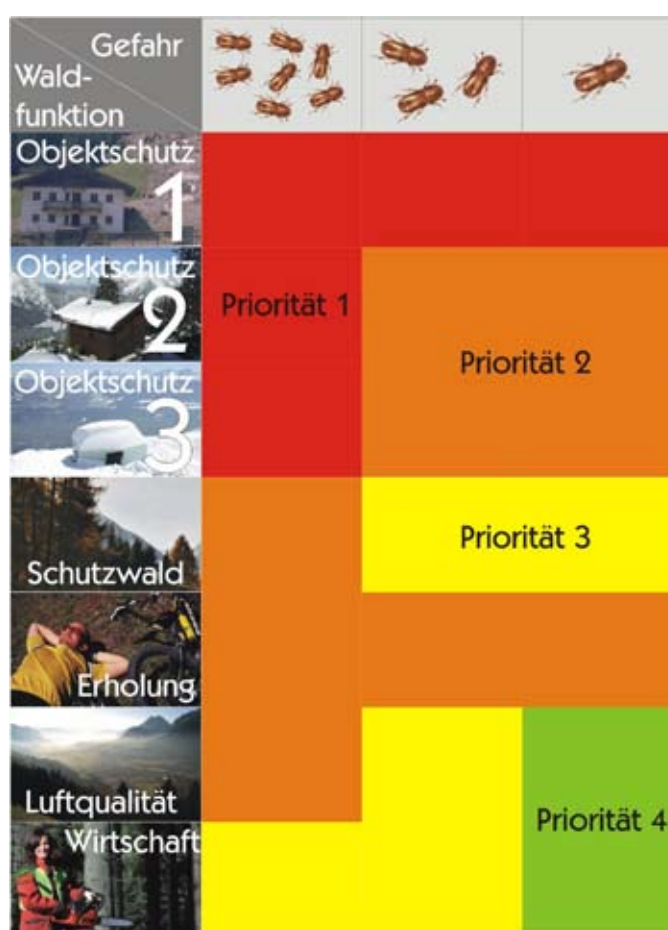 Gefahr
Wald-
funktion
Objektschutz
1
Objektschutz
2
Priorität 1
Objektschutz
3
Priorität 2
Schutzwald
Priorität 3
Erholung
Luftqualität
Wirtschaft
Priorität 4